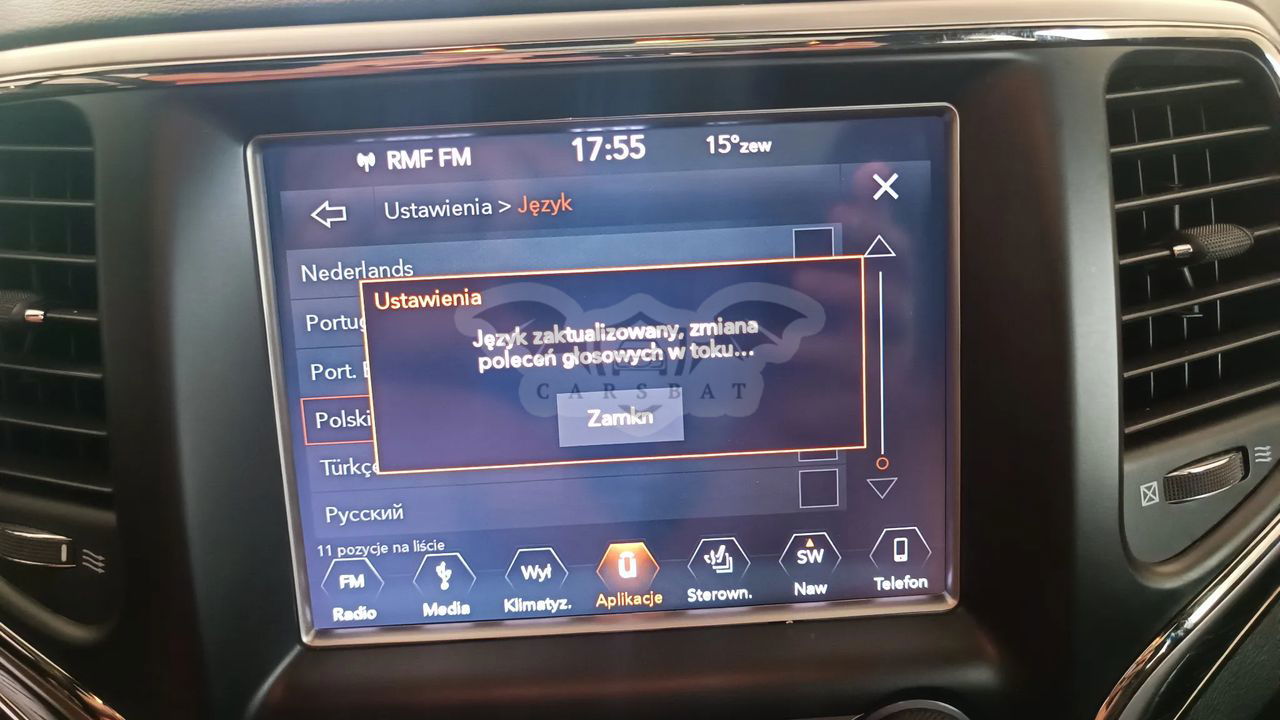 RMF FM
17:55
15°zew
Ustawienia > Język
Nederlands
Ustawienia
Język zaktualizowany, zmiana
poleceń głosowych w toku...
CARSBAT
Zamkn
Port.
Polski
Русский
11 pozycje na liście
FM
Radio
Media
Wył
Klimatyz.
Aplikacje
Sterown.
SW
Naw
Telefon